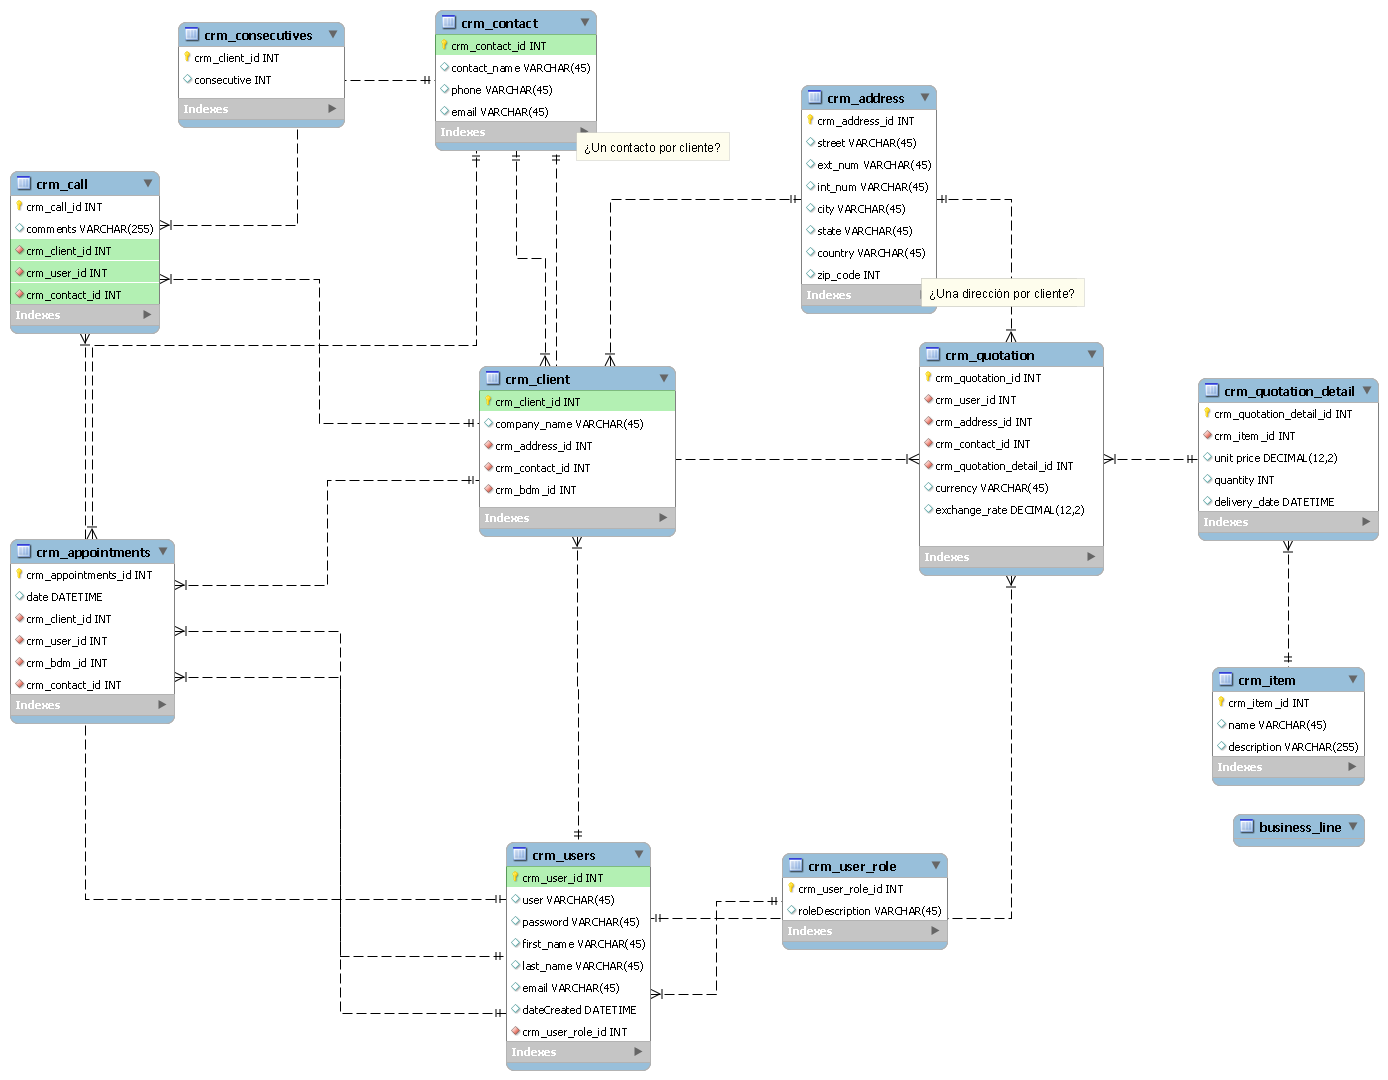 crm_consecutives
crm_client_id INT
consecutive INT
Indexes
crm_contact
crm_contact_id INT
contact_name VARCHAR(45)
phone VARCHAR(45)
email VARCHAR(45)
Indexes
¿Un contacto por cliente?
crm_address
crm_address_id INT
street VARCHAR(45)
ext_num VARCHAR(45)
int_num VARCHAR(45)
city VARCHAR(45)
state VARCHAR(45)
country VARCHAR(45)
zip_code INT
Indexes
¿Una dirección por cliente?
crm_call
crm_call_id INT
comments VARCHAR(255)
crm_client_id INT
crm_user_id INT
crm_contact_id INT
Indexes
crm_client
crm_client_id INT
company_name VARCHAR(45)
crm_address_id INT
crm_contact_id INT
crm_bdm_id INT
Indexes
crm_quotation
crm_quotation_id INT
crm_user_id INT
crm_address_id INT
crm_contact_id INT
crm_quotation_detail_id INT
currency VARCHAR(45)
exchange_rate DECIMAL(12,2)
Indexes
crm_quotation_detail
crm_quotation_detail_id INT
crm_item_id INT
unit price DECIMAL(12,2)
quantity INT
delivery_date DATETIME
Indexes
crm_appointments
crm_appointments_id INT
date DATETIME
crm_client_id INT
crm_user_id INT
crm_bdm_id INT
crm_contact_id INT
Indexes
crm_item
crm_item_id INT
name VARCHAR(45)
description VARCHAR(255)
Indexes
business_line
crm_users
crm_user_id INT
user VARCHAR(45)
password VARCHAR(45)
first_name VARCHAR(45)
last_name VARCHAR(45)
email VARCHAR(45)
dateCreated DATETIME
crm_user_role_id INT
Indexes
crm_user_role
crm_user_role_id INT
roleDescription VARCHAR(45)
Indexes